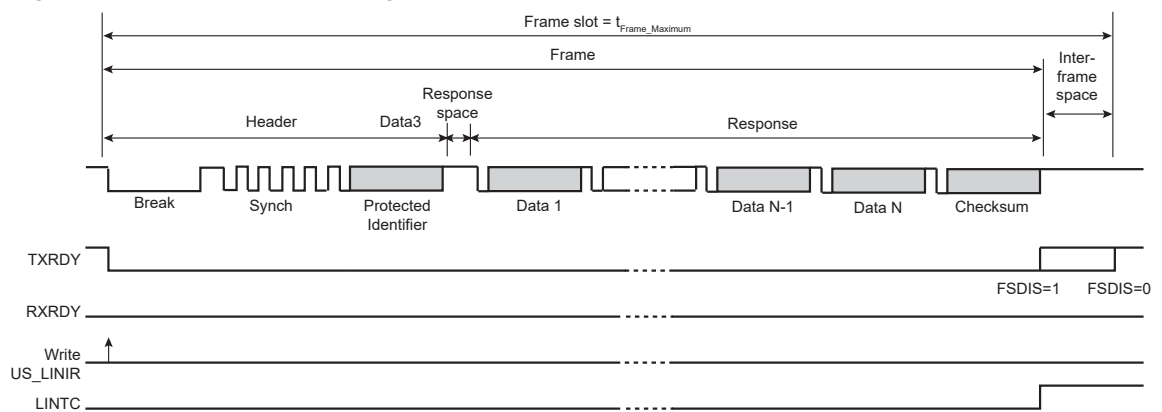 Frame slot = tFrame_Maximum
Frame
Inter-
frame
space
Response
space
Header
Data3
Response
Break
Synch
Protected
Identifier
Data 1
Data N-1
Data N
Checksum
TXRDY
FSDIS=1
FSDIS=0
RXRDY
Write
US_LINIR
LINTC